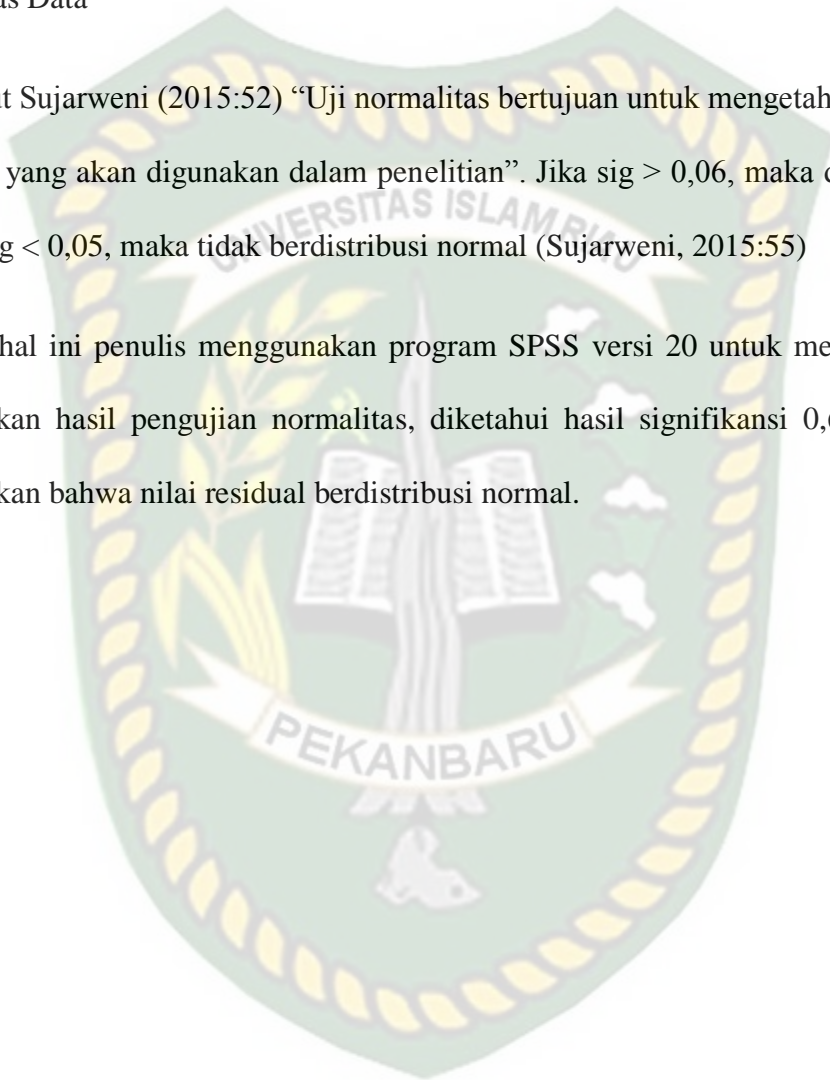 as Data
ut Sujarweni (2015:52) “Uji normalitas bertujuan untuk mengetah
yang akan digunakan dalam penelitian”. Jika sig > 0,06, maka
g < 0,05, maka tidak berdistribusi normal (Sujarweni, 2015:55)
hal ini penulis menggunakan program SPSS versi 20 untuk me
kan hasil pengujian normalitas, diketahui hasil signifikansi 0,
kan bahwa nilai residual berdistribusi normal.
UNIVERSITAS ISLAM RIAU
PEKANBARU